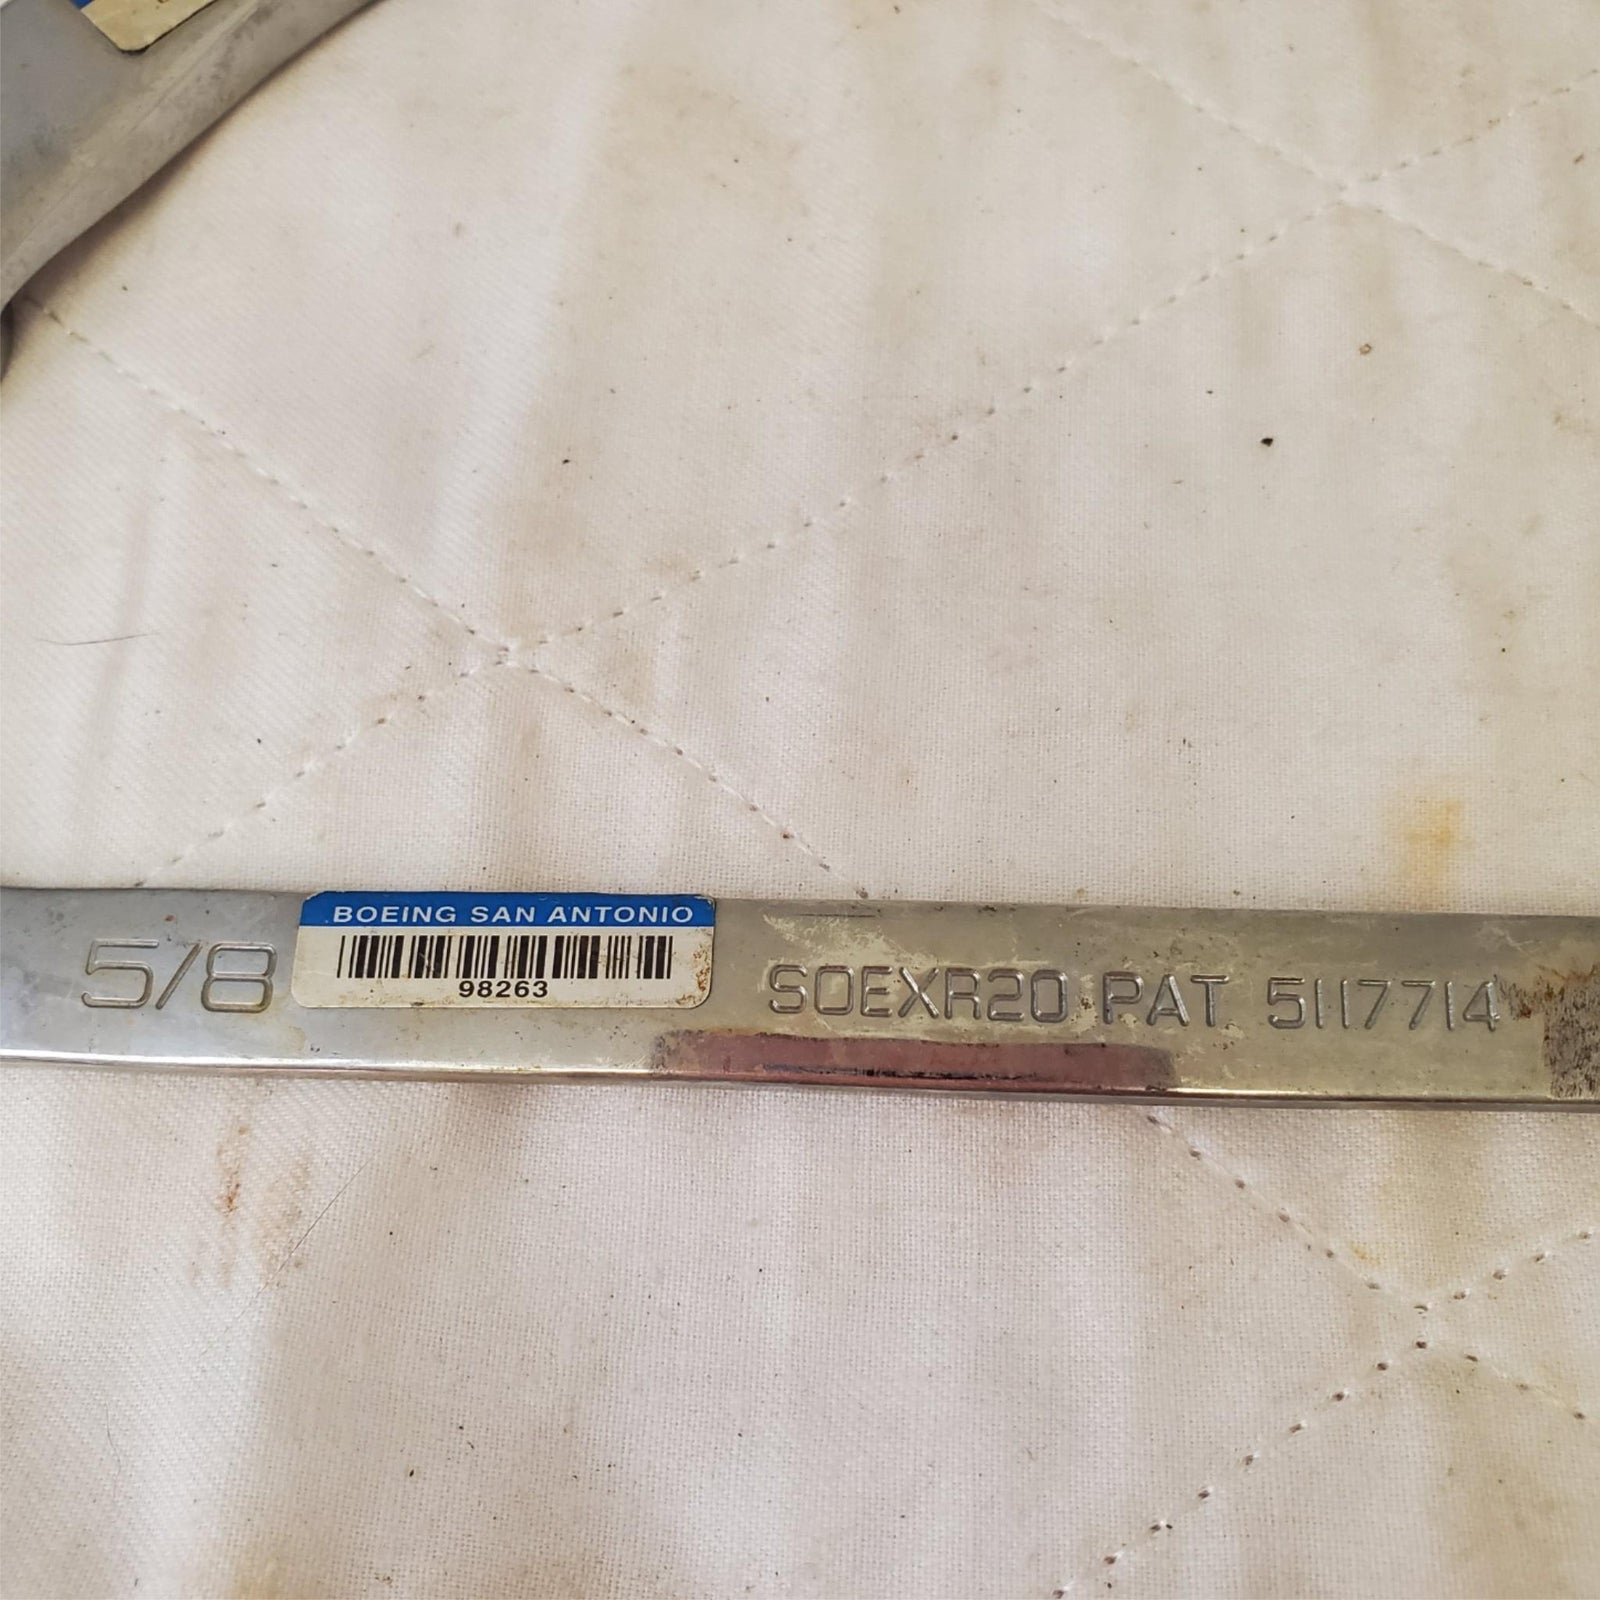 5/8
BOEING SAN ANTONIO
98263
SOEXR20 PAT 5117714